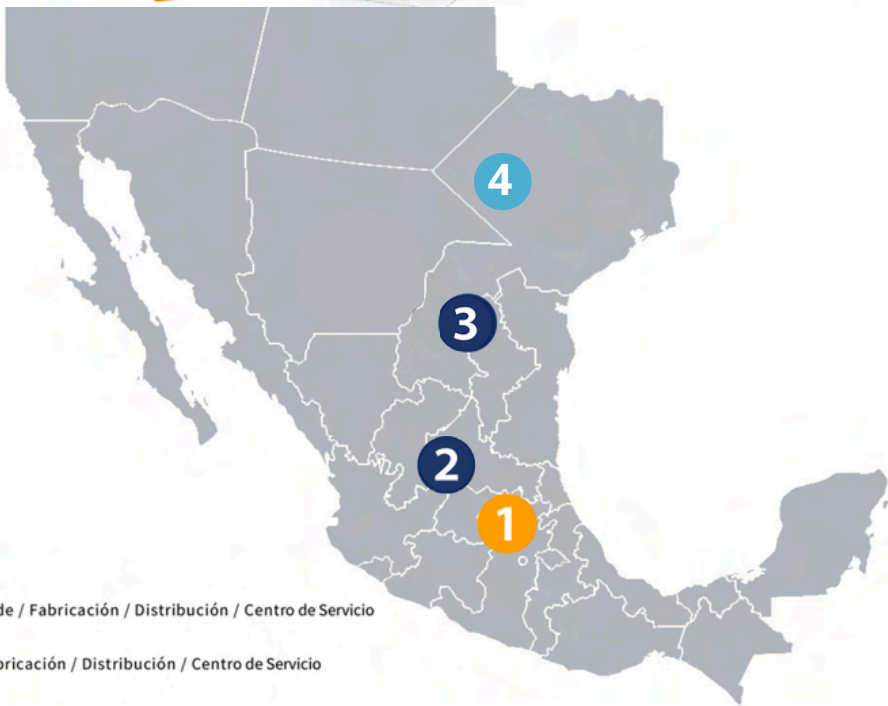 4
3
2
1
/ Fabricación / Distribución / Centro de Servicio
/ Distribución / Centro de Servicio